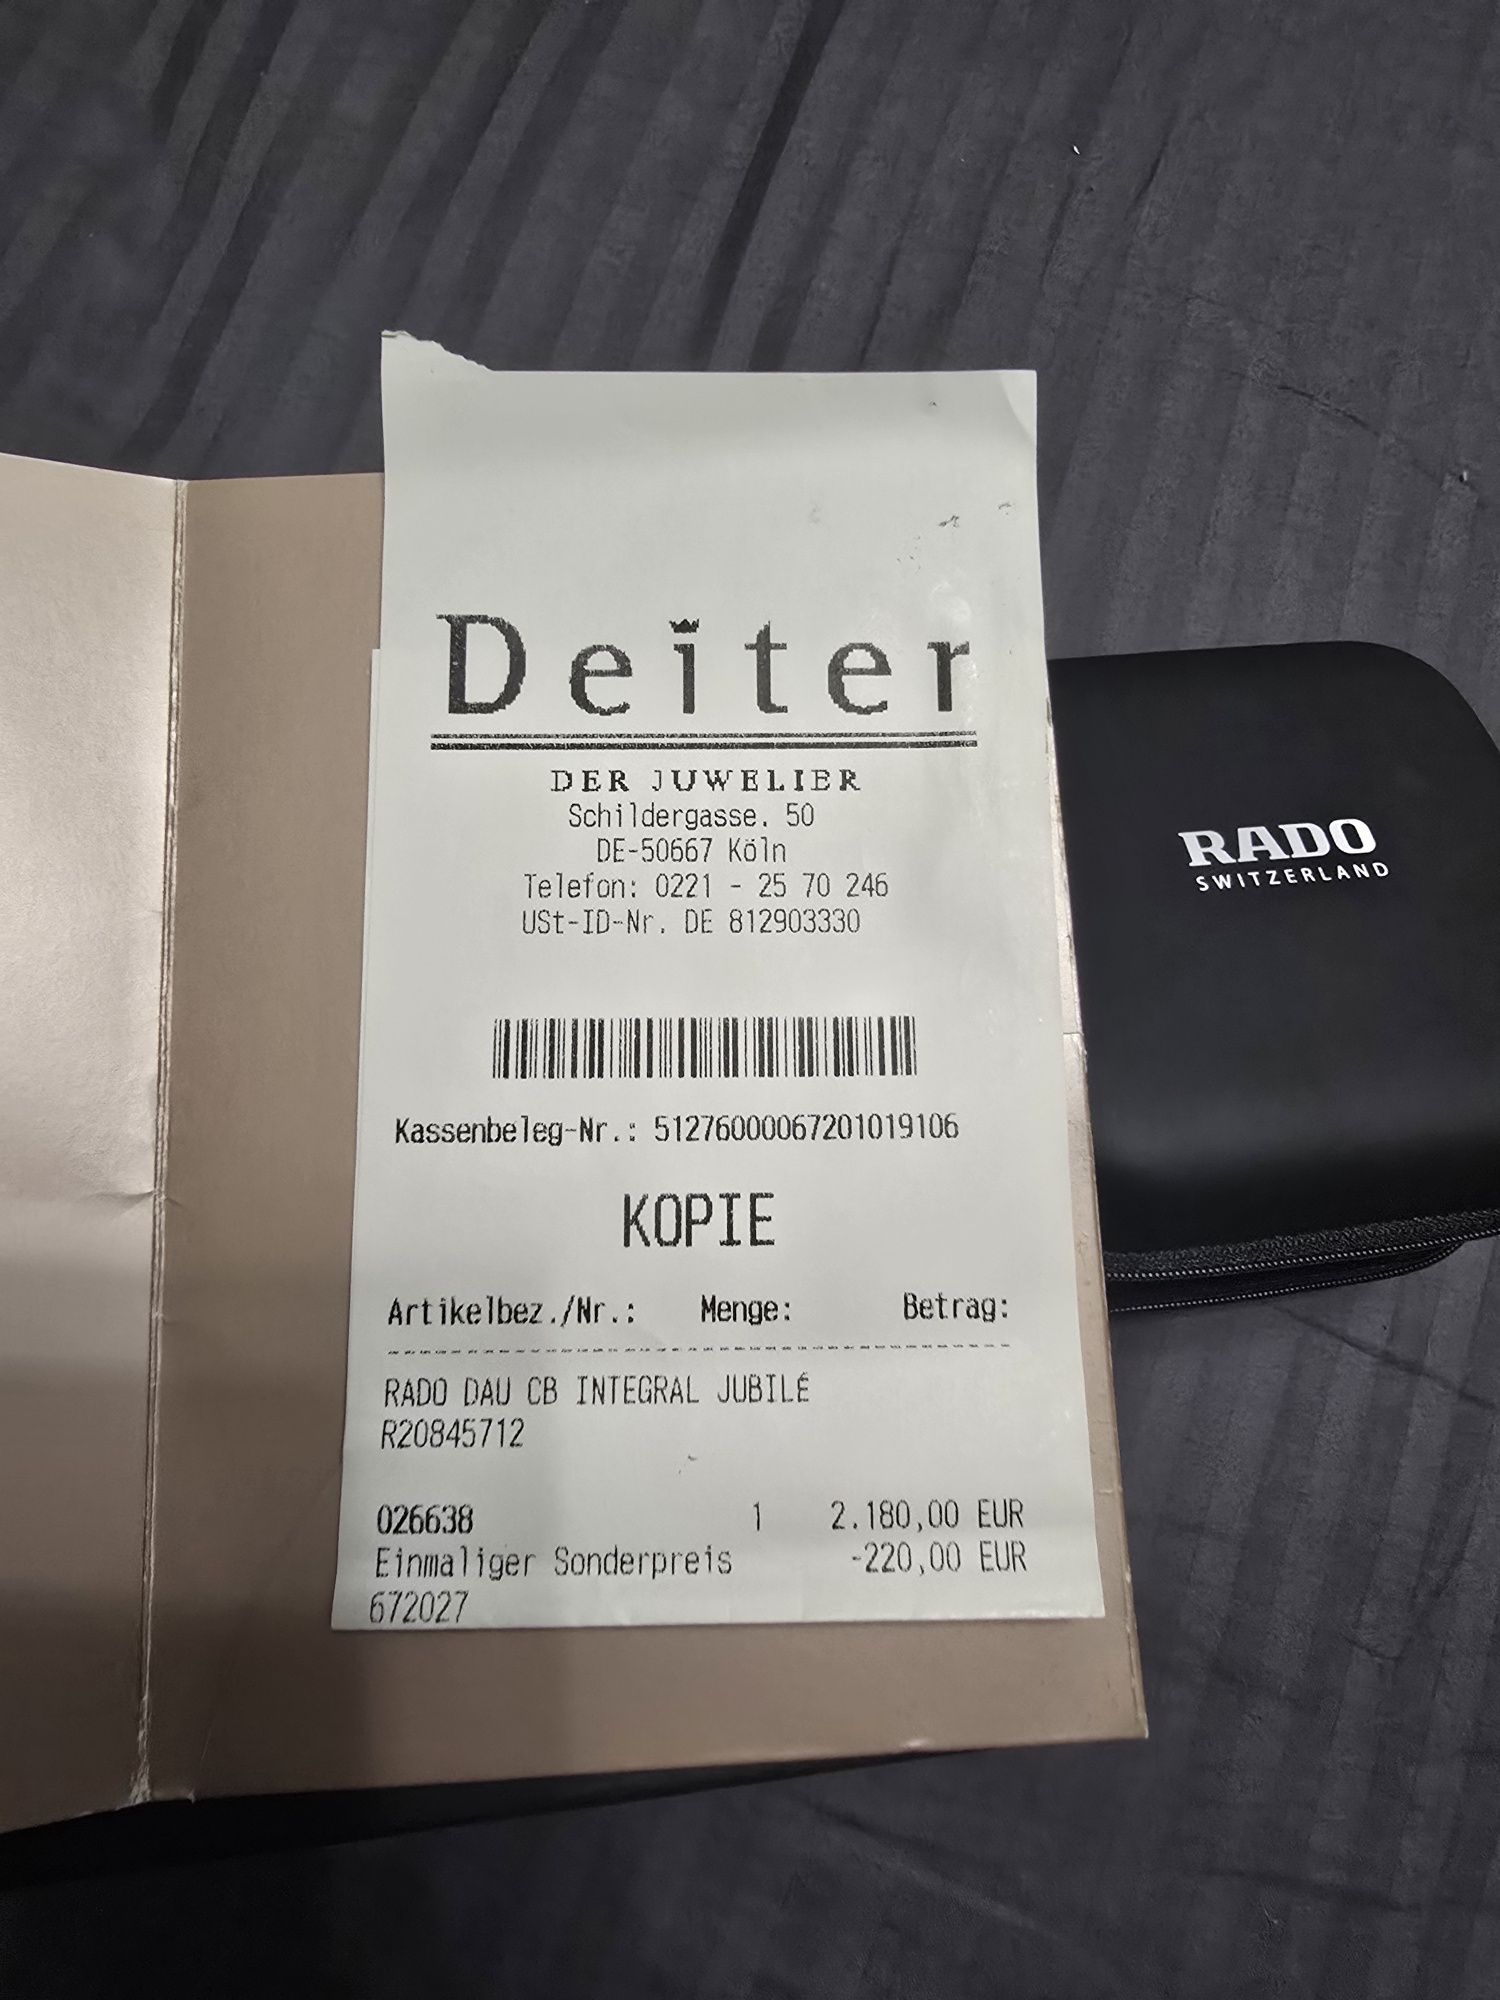 Deiter
DER JUWELIER
Schildergasse. 50
DE-50667 Köln
Telefon: 0221 - 25 70 246
USt-ID-Nr. DE 812903330
Kassenbeleg-Nr.: 51276000067201019106
KOPIE
Artikelbez./Nr.: Menge: Betrag:
RADO DAU CB INTEGRAL JUBILÉ
R20845712
026638 1 2.180,00 EUR
Einmaliger Sonderpreis -220,00 EUR
672027
RADO
SWITZERLAND